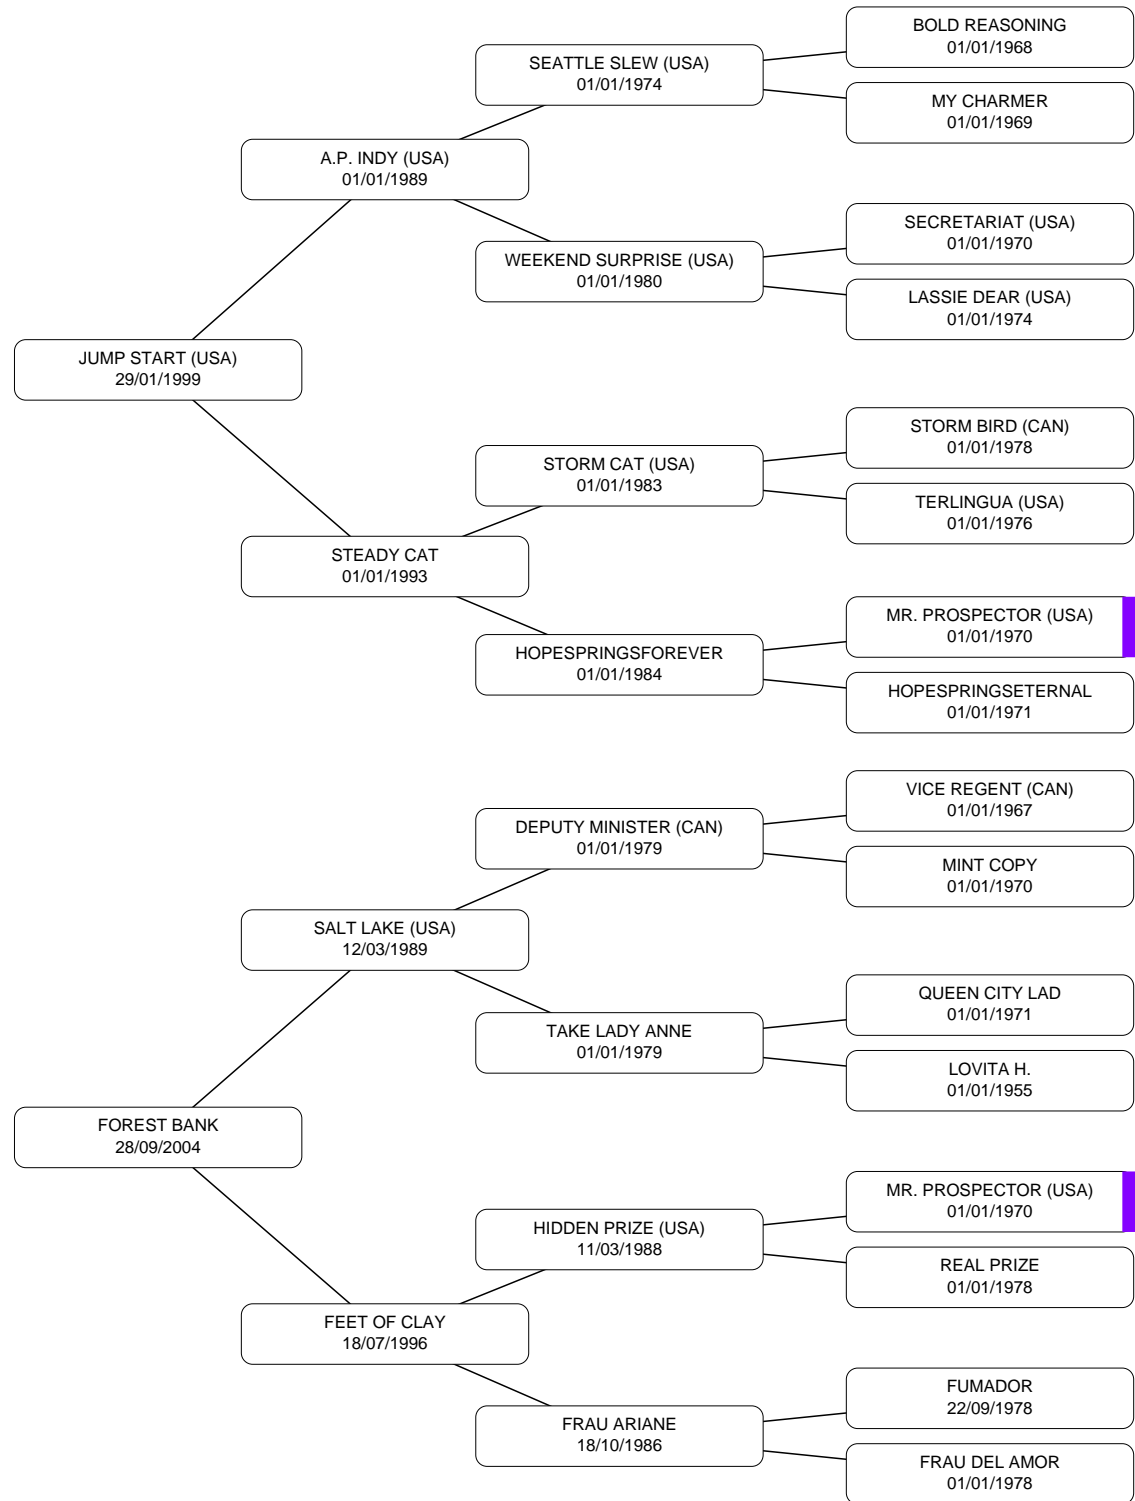 BOLD REASONING
01/01/1968
SEATTLE SLEW (USA)
01/01/1974
MY CHARMER
01/01/1969
A.P. INDY (USA)
01/01/1989
SECRETARIAT (USA)
01/01/1970
WEEKEND SURPRISE (USA)
01/01/1980
LASSIE DEAR (USA)
01/01/1974
JUMP START (USA)
29/01/1999
STORM BIRD (CAN)
01/01/1978
STORM CAT (USA)
01/01/1983
TERLINGUA (USA)
01/01/1976
STEADY CAT
01/01/1993
MR. PROSPECTOR (USA)
01/01/1970
HOPESPRINGSFOREVER
01/01/1984
HOPESPRINGSETERNAL
01/01/1971
VICE REGENT (CAN)
01/01/1967
DEPUTY MINISTER (CAN)
01/01/1979
MINT COPY
01/01/1970
SALT LAKE (USA)
12/03/1989
QUEEN CITY LAD
01/01/1971
TAKE LADY ANNE
01/01/1979
LOVITA H.
01/01/1955
FOREST BANK
28/09/2004
MR. PROSPECTOR (USA)
01/01/1970
HIDDEN PRIZE (USA)
11/03/1988
REAL PRIZE
01/01/1978
FEET OF CLAY
18/07/1996
FUMADOR
22/09/1978
FRAU ARIANE
18/10/1986
FRAU DEL AMOR
01/01/1978